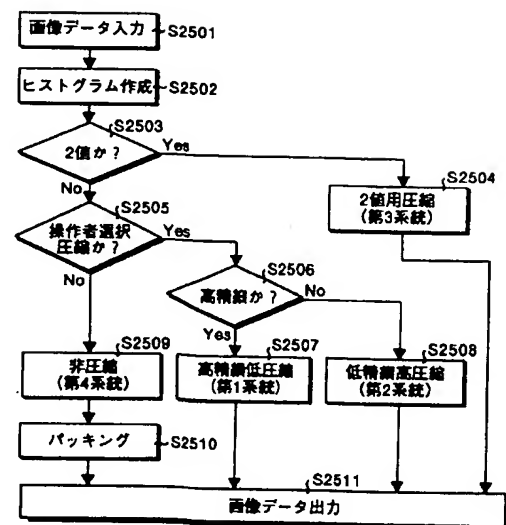 画像データ入力
S2501
ヒストグラム作成
S2502
S2503
2値か?
Yes
No
S2504
2値用圧縮
(第3系統)
S2505
操作者選択
圧縮か?
Yes
No
S2506
高精細か?
No
Yes
S2509
非圧縮
(第4系統)
S2507
高精細低圧縮
(第1系統)
S2508
低精細高圧縮
(第2系統)
パッキング
S2510
S2511
画像データ出力